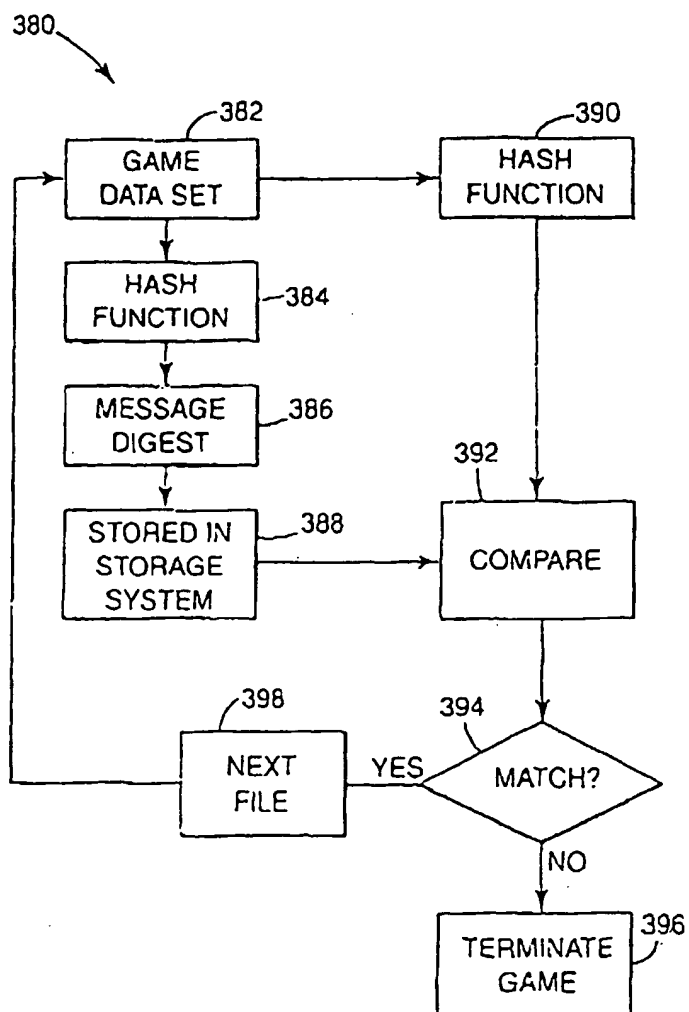 380
382
GAME
DATA SET
390
HASH
FUNCTION
HASH
FUNCTION
384
MESSAGE
DIGEST
386
STORED IN
STORAGE
SYSTEM
388
392
COMPARE
398
NEXT
FILE
YES
394
MATCH?
NO
TERMINATE
GAME
396